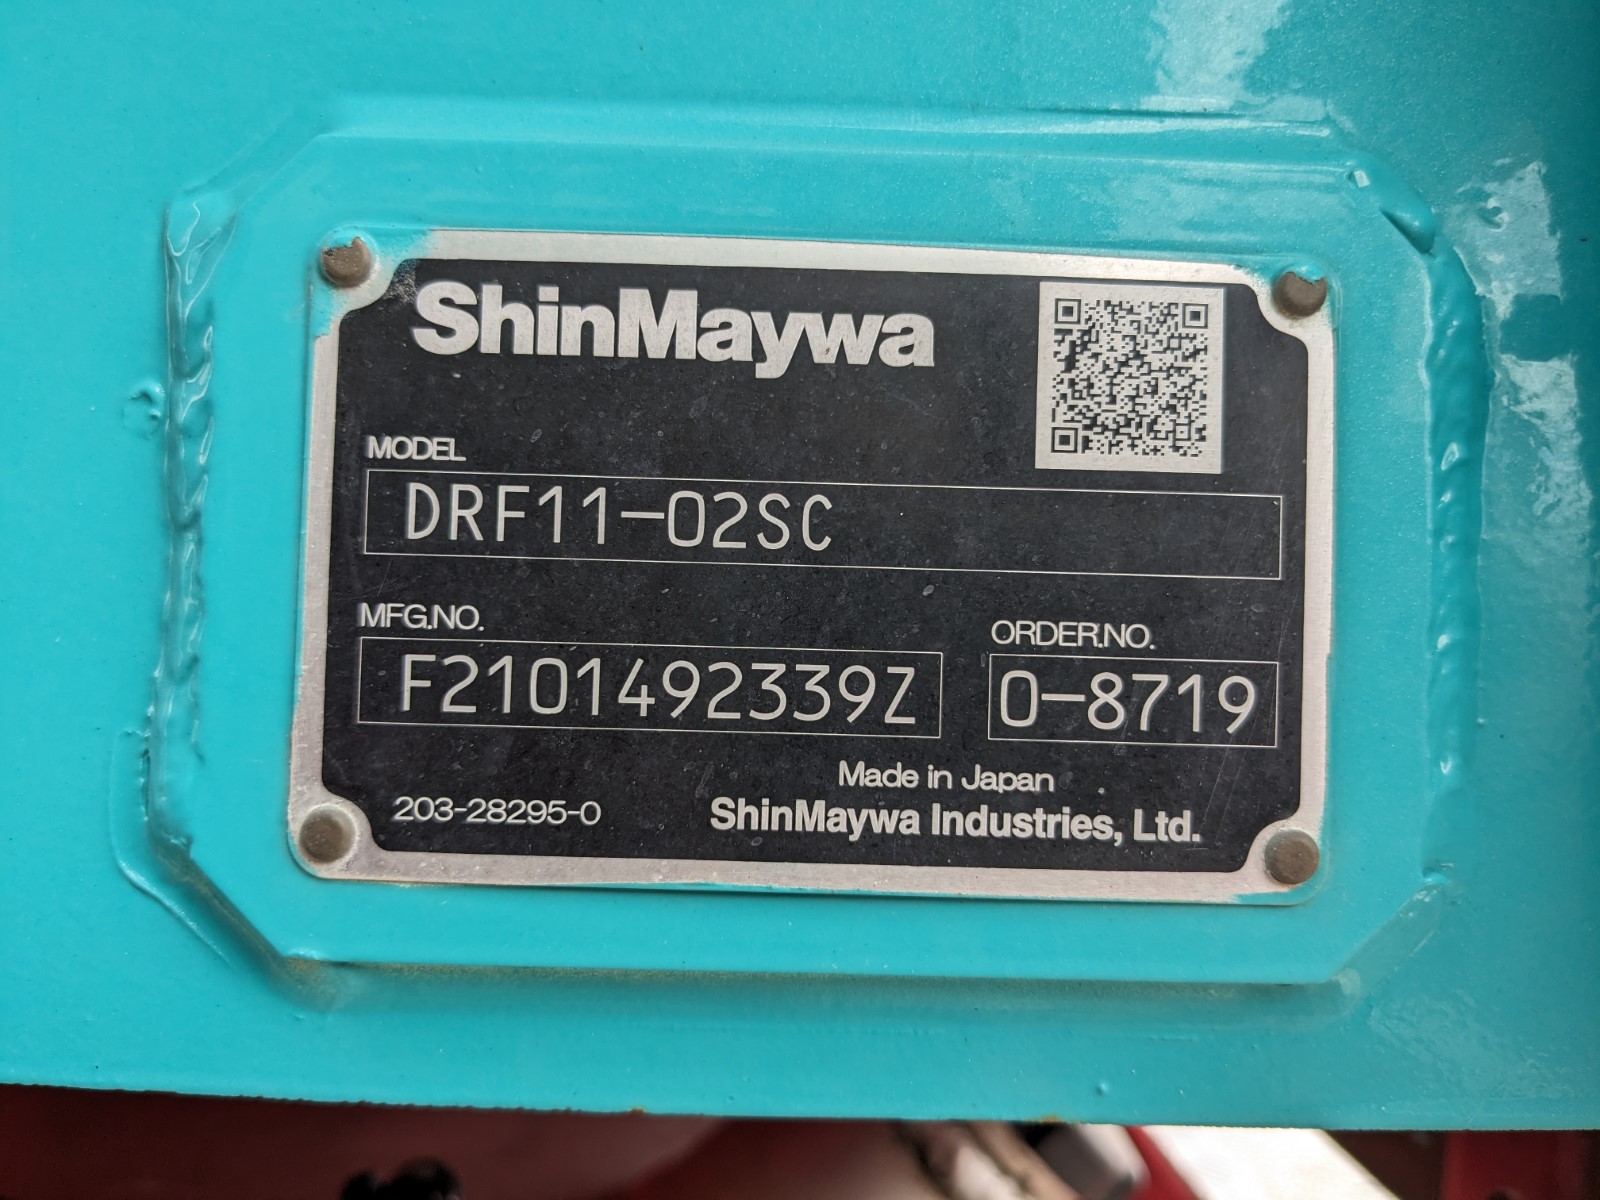 ShinMaywa
MODEL
DRF11-02SC
MFG.NO.
F2101492339Z
ORDER.NO.
0-8719
Made in Japan
203-28295-0
ShinMaywa Industries, Ltd.